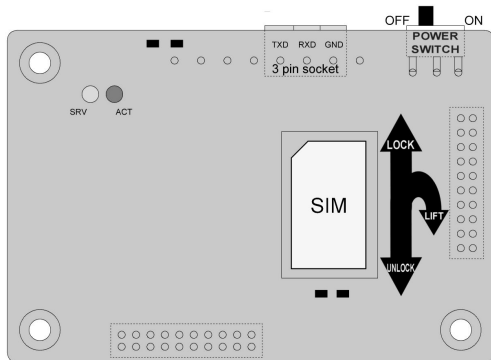 OFF ON
POWER
SWITCH
TXD RXD GND
3 pin socket
SRV ACT
LOCK
SIM
LIFT
UNLOCK